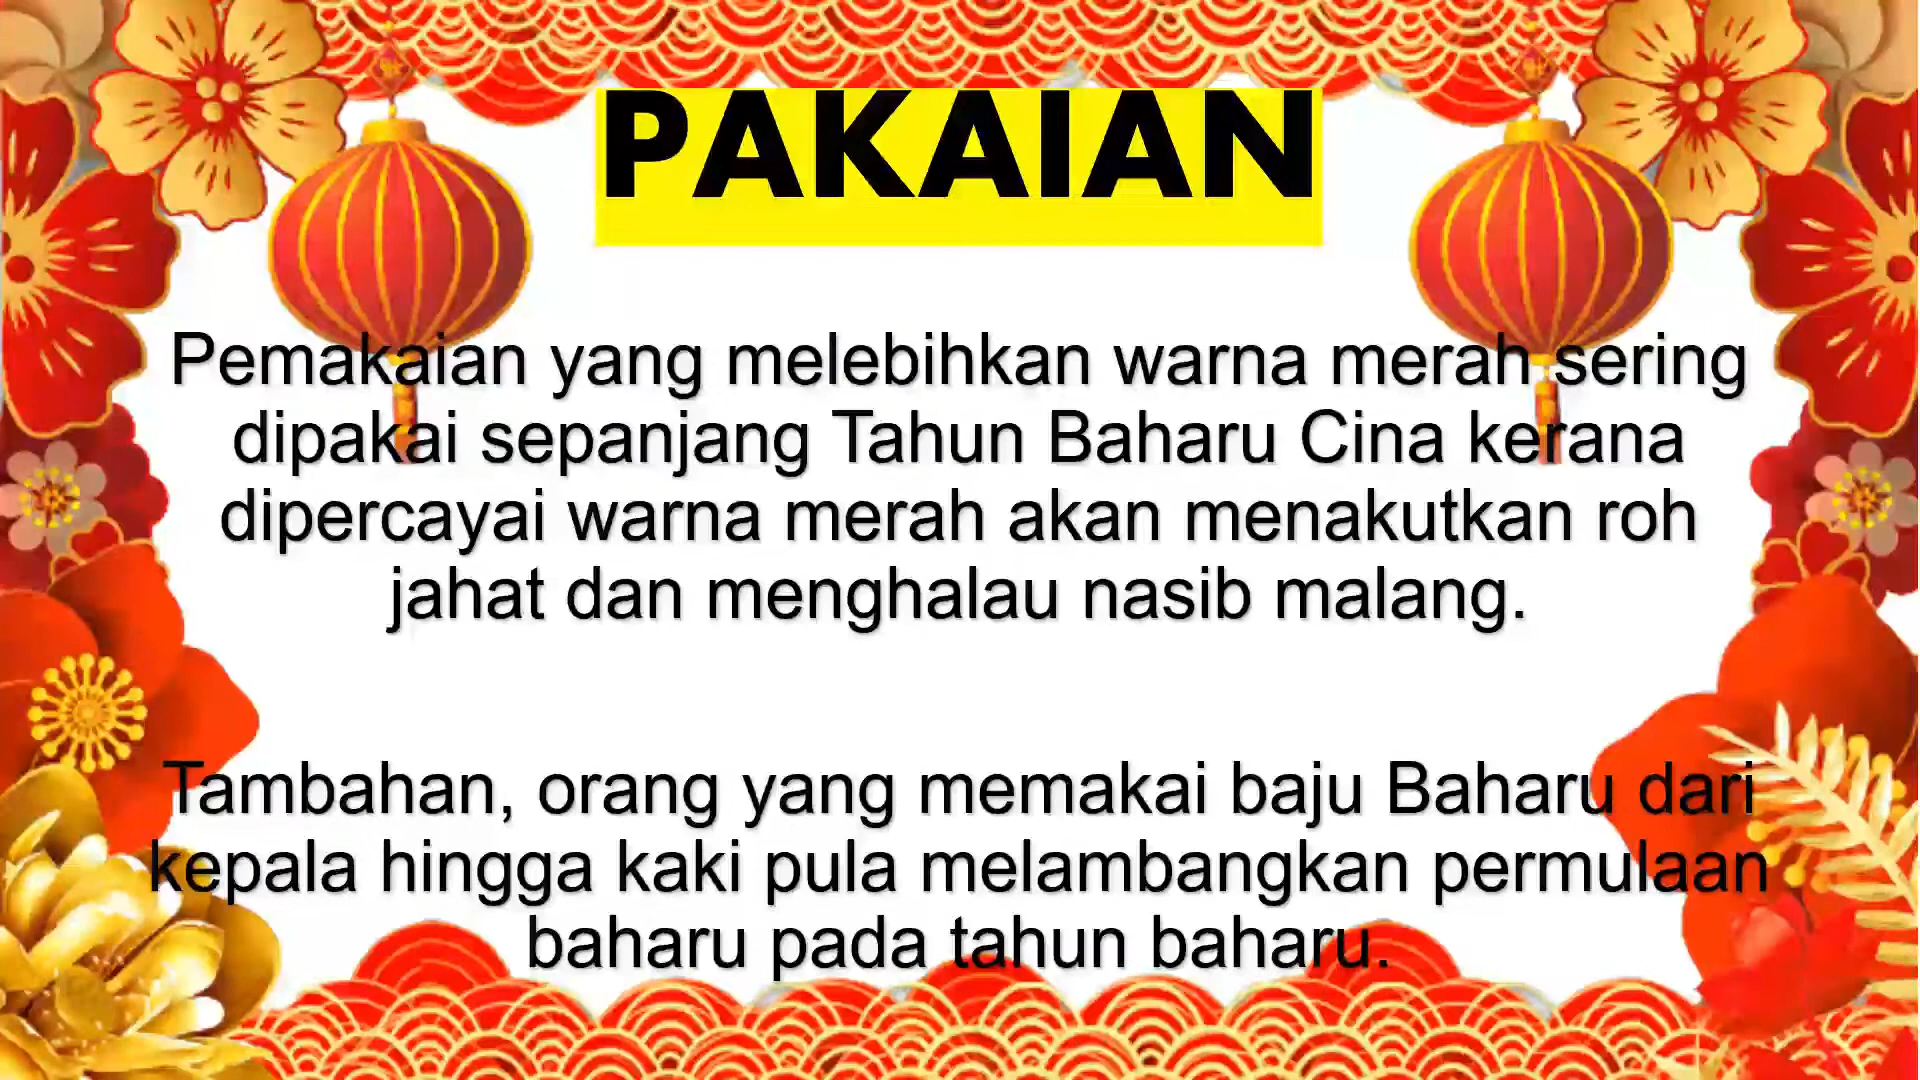 PAKAIAN
Pemakaian yang melebihkan warna merah sering
dipakai sepanjang Tahun Baharu Cina kerana
dipercayai warna merah akan menakutkan roh
jahat dan menghalau nasib malang.
Tambahan, orang yang memakai baju Baharu dari
kepala hingga kaki pula melambangkan permulaan
baharu pada tahun baharu.